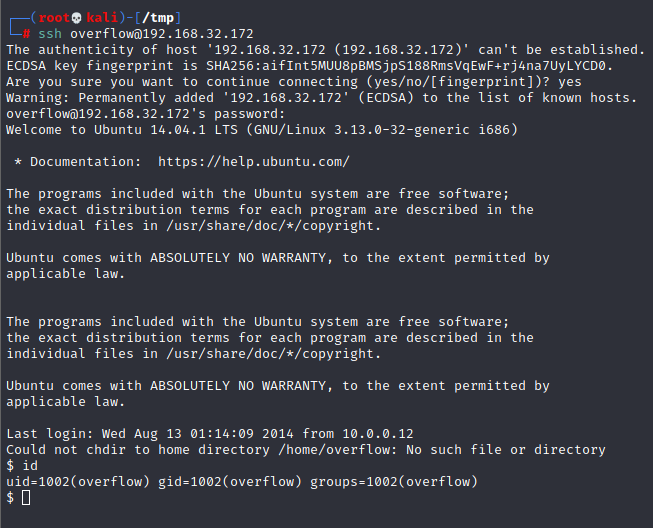 ┌──(root💀kali)-[/tmp]
└─# ssh overflow@192.168.32.172
The authenticity of host '192.168.32.172 (192.168.32.172)' can't be established.
ECDSA key fingerprint is SHA256:aifInt5MUU8pBMSjpS188RmsVqEwF+rj4na7UyLYCD0.
Are you sure you want to continue connecting (yes/no/[fingerprint])? yes
Warning: Permanently added '192.168.32.172' (ECDSA) to the list of known hosts.
overflow@192.168.32.172's password:
Welcome to Ubuntu 14.04.1 LTS (GNU/Linux 3.13.0-32-generic i686)
 * Documentation:  https://help.ubuntu.com/
The programs included with the Ubuntu system are free software;
the exact distribution terms for each program are described in the
individual files in /usr/share/doc/*/copyright.
Ubuntu comes with ABSOLUTELY NO WARRANTY, to the extent permitted by
applicable law.
The programs included with the Ubuntu system are free software;
the exact distribution terms for each program are described in the
individual files in /usr/share/doc/*/copyright.
Ubuntu comes with ABSOLUTELY NO WARRANTY, to the extent permitted by
applicable law.
Last login: Wed Aug 13 01:14:09 2014 from 10.0.0.12
Could not chdir to home directory /home/overflow: No such file or directory
$ id
uid=1002(overflow) gid=1002(overflow) groups=1002(overflow)
$